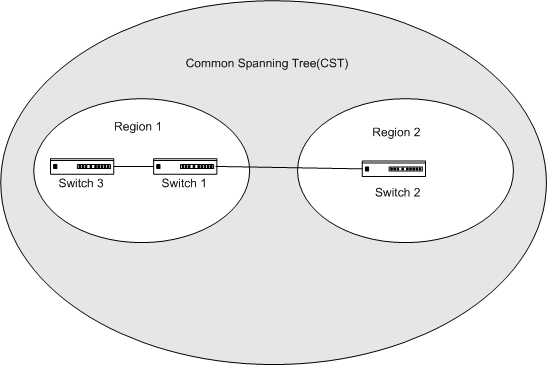 Common Spanning Tree(CST)
Region 1
Region 2
Switch 3
Switch 1
Switch 2